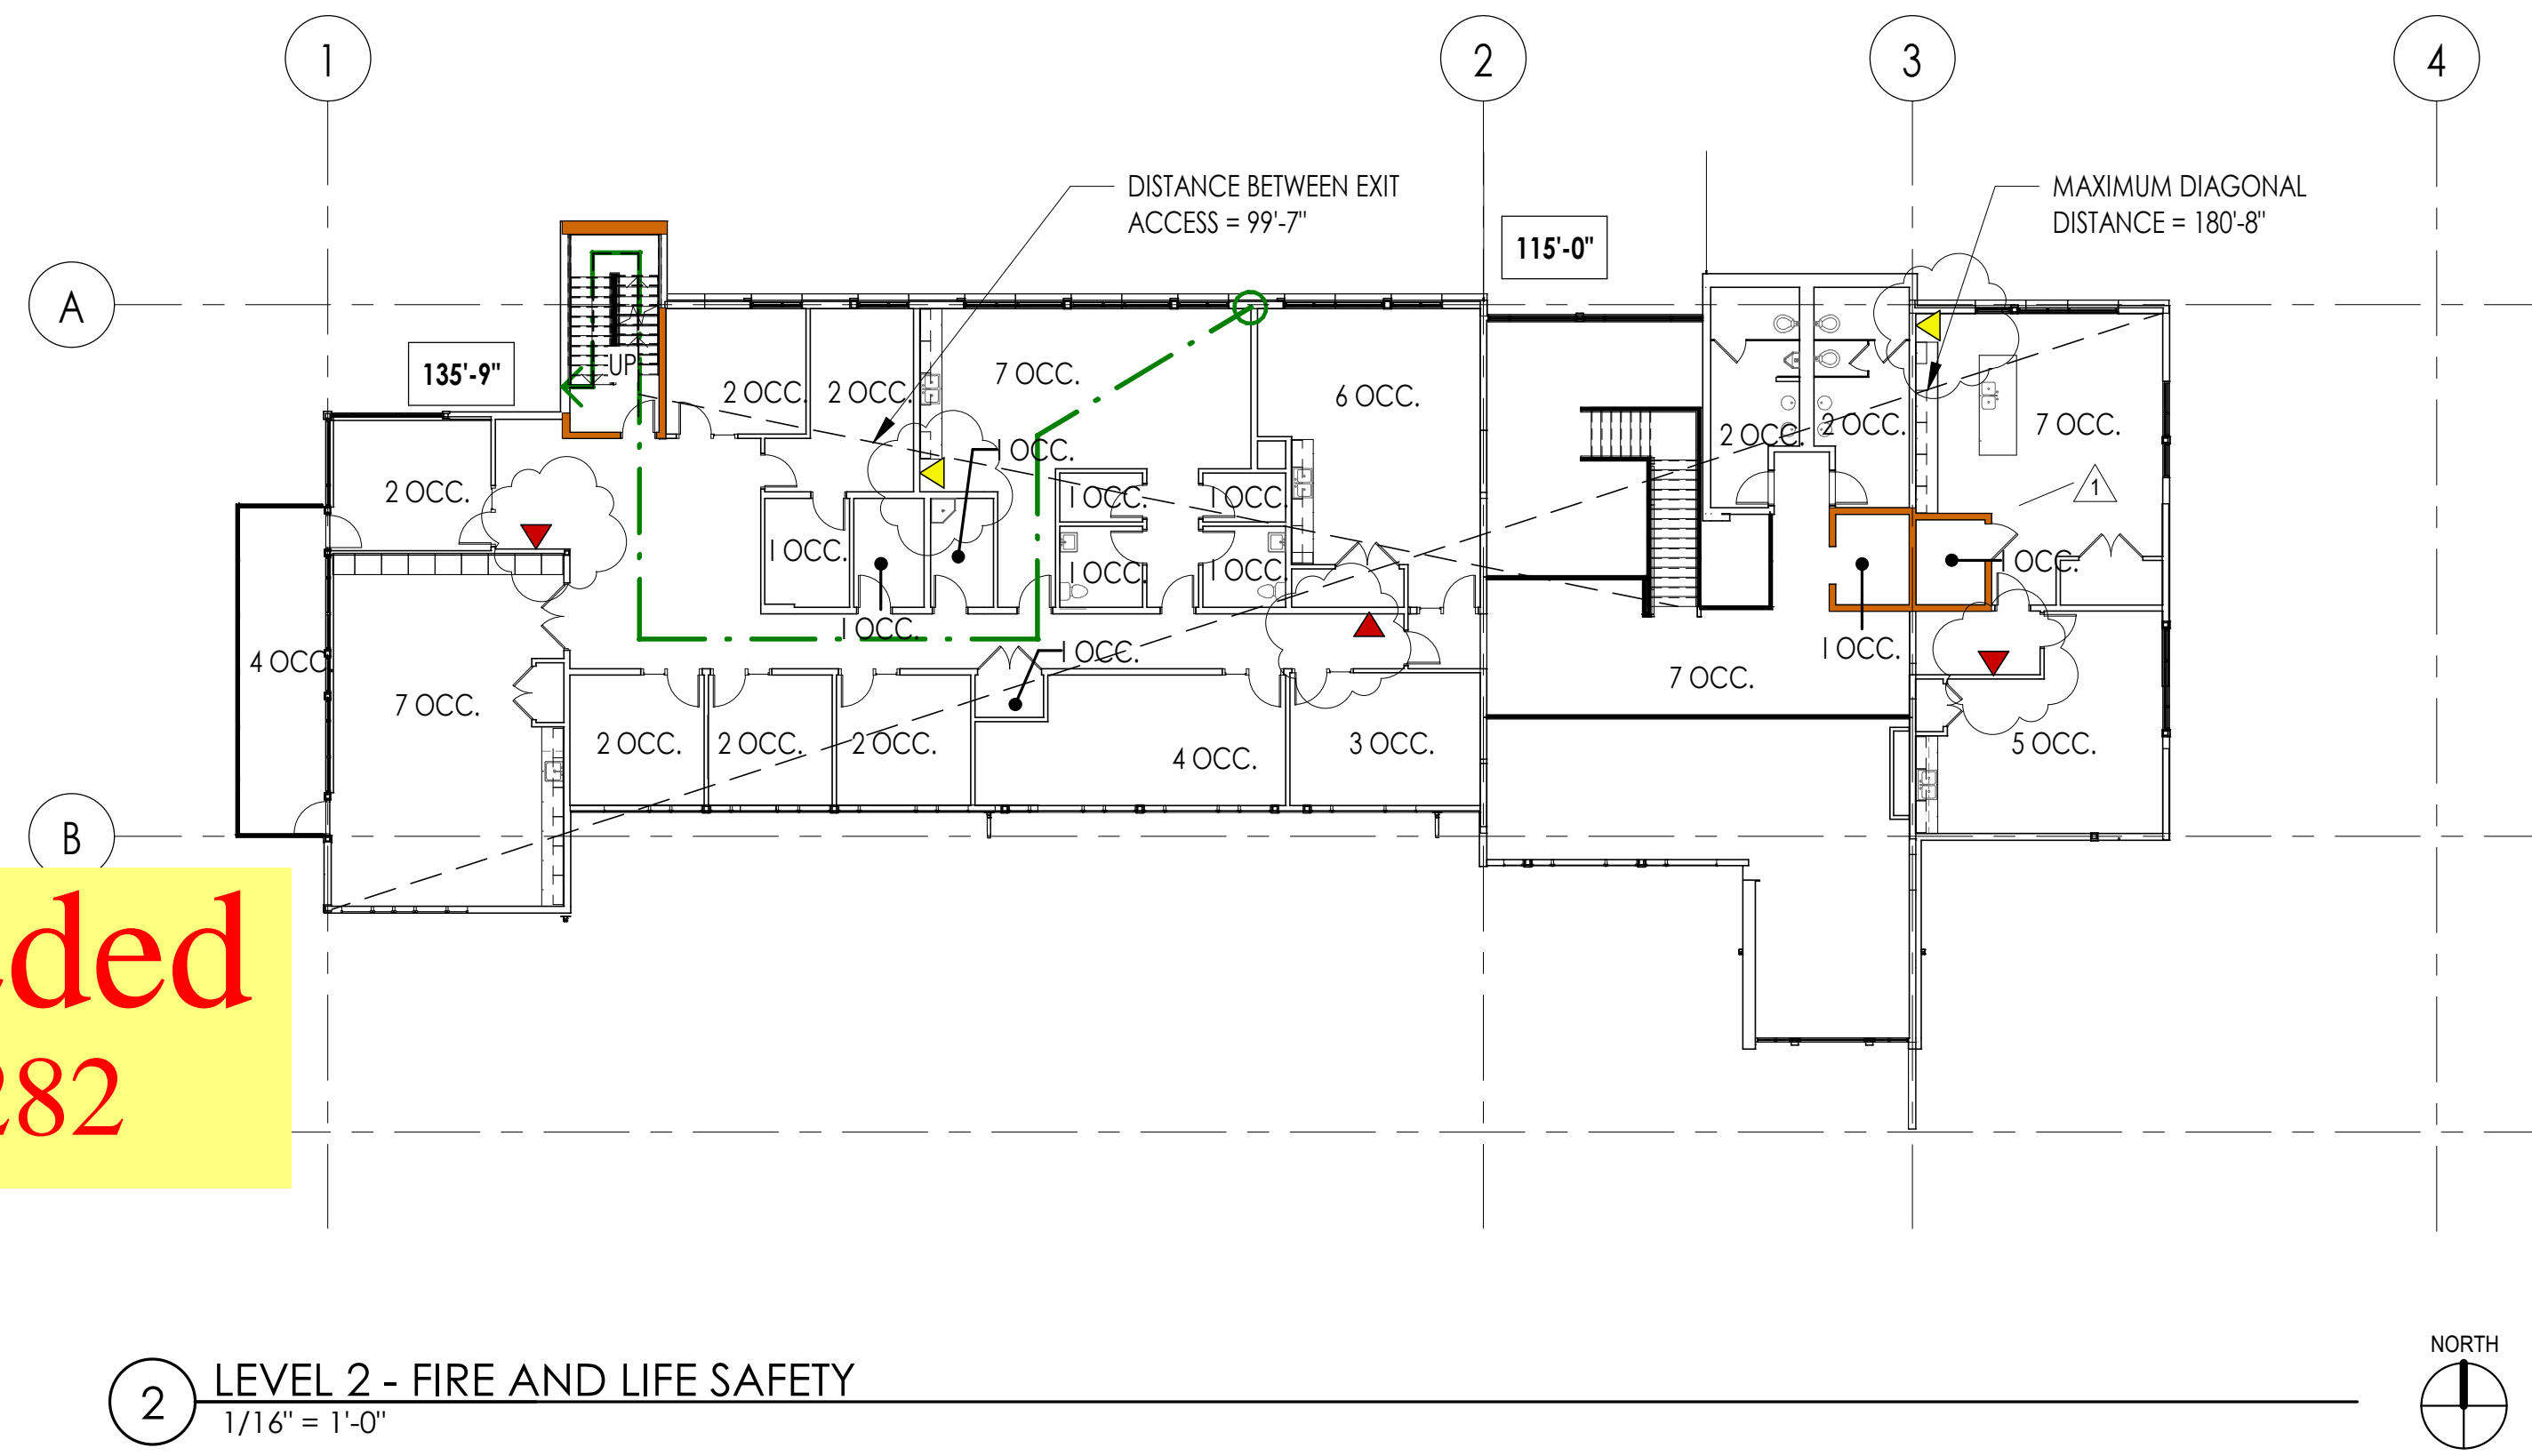 1
2
3
4
DISTANCE BETWEEN EXIT
ACCESS = 99'-7"
MAXIMUM DIAGONAL
DISTANCE = 180'-8"
115'-0"
A
135'-9"
UP
2 OCC.
2 OCC.
7 OCC.
6 OCC.
2 OCC.
2 OCC.
7 OCC.
1 OCC.
2 OCC.
1 OCC.
1 OCC.
1
1 OCC.
1 OCC.
1 OCC.
1 OCC.
1 OCC.
1 OCC.
1 OCC.
1 OCC.
4 OCC.
7 OCC.
7 OCC.
2 OCC.
2 OCC.
2 OCC.
4 OCC.
3 OCC.
5 OCC.
B
ded
282
NORTH
2
LEVEL 2 - FIRE AND LIFE SAFETY
1/16" = 1'-0"